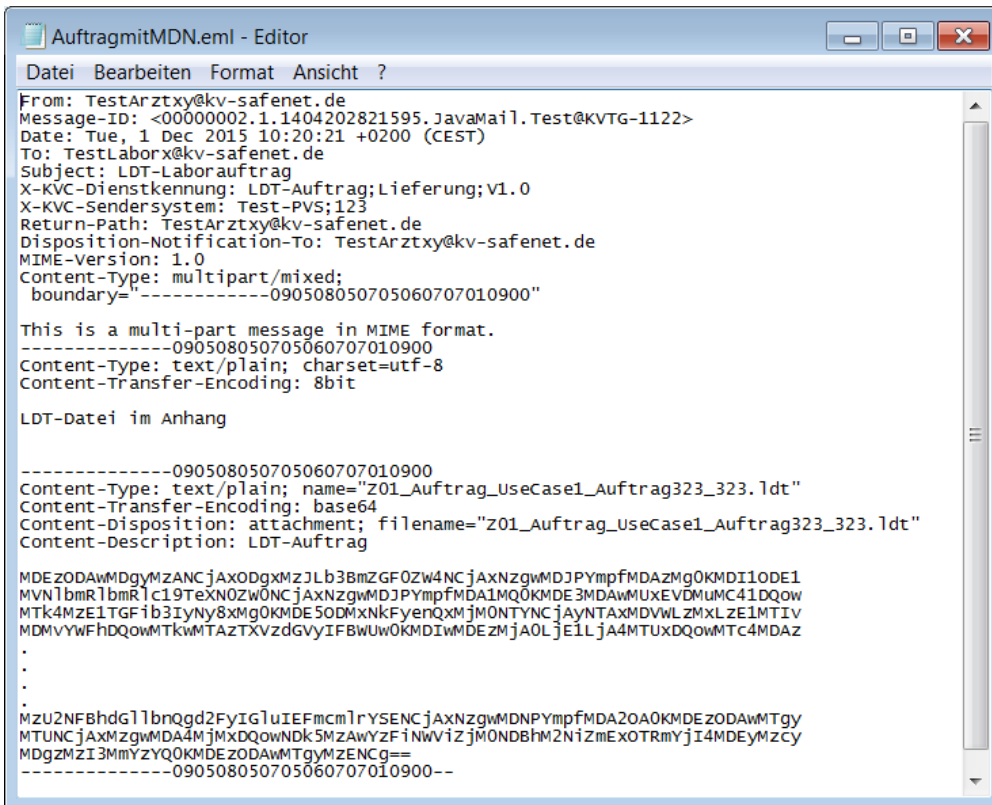 AuftragmitMDN.eml - Editor
Datei Bearbeiten Format Ansicht ?
From: TestArztxy@kv-safenet.de
Message-ID: <00000002.1.1404202821595.JavaMail.Test@KVTG-1122>
Date: Tue, 1 Dec 2015 10:20:21 +0200 (CEST)
To: TestLaborx@kv-safenet.de
Subject: LDT-Laborauftrag
X-KVC-Dienstkennung: LDT-Auftrag;Lieferung;V1.0
X-KVC-Sendersystem: Test-PVS;123
Return-Path: TestArztxy@kv-safenet.de
Disposition-Notification-To: TestArztxy@kv-safenet.de
MIME-Version: 1.0
Content-Type: multipart/mixed;
 boundary="------------090508050705060707010900"
This is a multi-part message in MIME format.
--------------090508050705060707010900
Content-Type: text/plain; charset=utf-8
Content-Transfer-Encoding: 8bit
LDT-Datei im Anhang
--------------090508050705060707010900
Content-Type: text/plain; name="Z01_Auftrag_UseCase1_Auftrag323_323.ldt"
Content-Transfer-Encoding: base64
Content-Disposition: attachment; filename="Z01_Auftrag_UseCase1_Auftrag323_323.ldt"
Content-Description: LDT-Auftrag
MDEzODAwMDgyMzANCjAxODgxMzJLb3BmZGF0ZW4NCjAxNzgwMDJPYmpfMDAzMg0KMDI1ODE1
MVNlbmRlbmRlc19TeXN0ZW0NCjAxNzgwMDJPYmpfMDA1MQ0KMDE3MDAwMUxEVDMuMC41DQow
MTk4MzE1TGFib3IyNy8xMg0KMDE5ODMxNkFyenQxMjM0NTYNCjAyNTAxMDVWLzMxLzE1MTIv
MDMvYWFhDQowMTkwMTAzTXVzdGVyIFBWUw0KMDIwMDEzMjA0LjE1LjA4MTUxDQowMTc4MDAz
.
.
.
.
MzU2NFBhdGllbnQgd2FyIGluIEFmcmlrYSENCjAxNzgwMDNPYmpfMDA2OA0KMDEzODAwMTgy
MTUNCjAxMzgwMDA4MjMxDQowNDk5MzAwYzFiNWViZjM0NDBhM2NiZmExOTRmYjI4MDEyMzcy
MDgzMzI3MmYzYQ0KMDEzODAwMTgyMzENCg==
--------------090508050705060707010900--